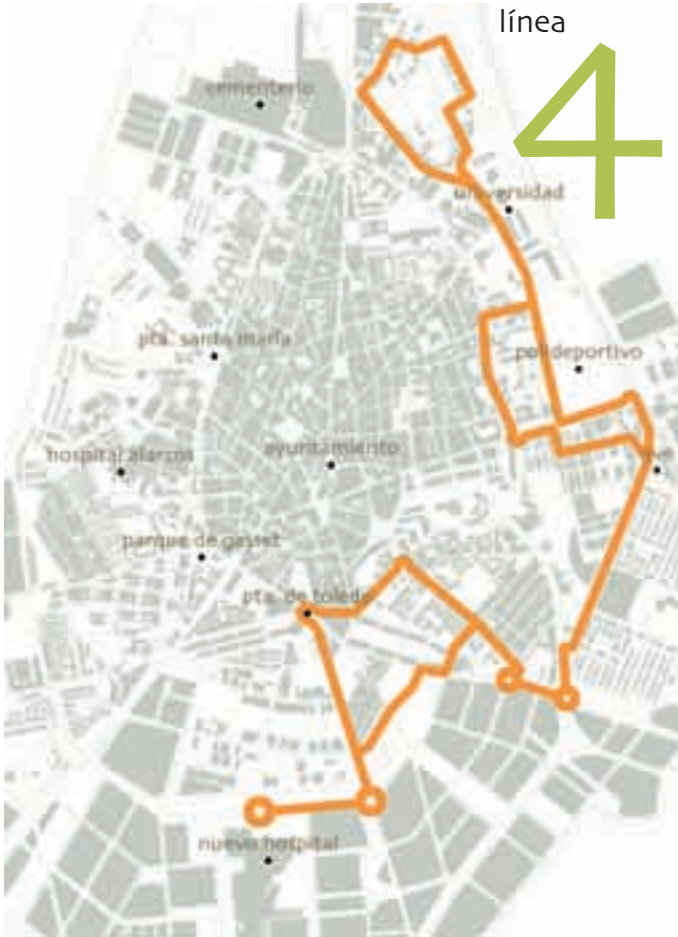 línea
4
cementerio
universidad
pta. santa maría
polideportivo
hospital alarcos
ayuntamiento
parque de gasset
pta. de toledo
nuevo hospital